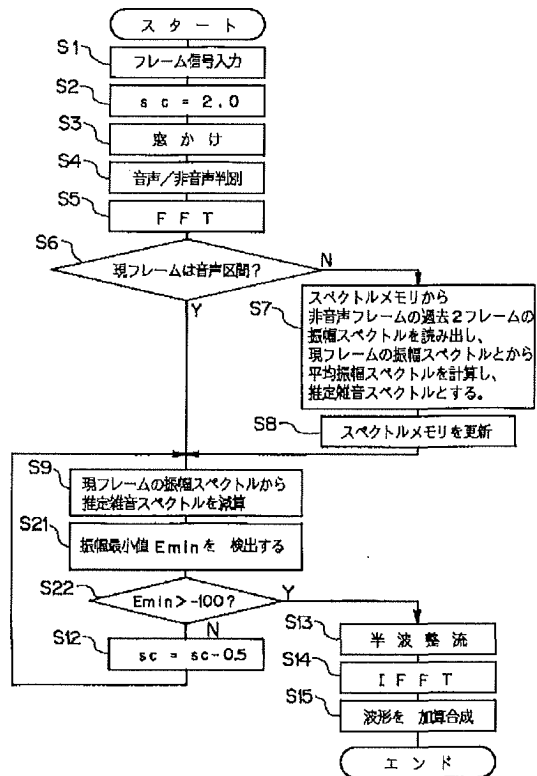 スタート
S1
フレーム信号入力
S2
sc = 2.0
S3
窓かけ
S4
音声/非音声判別
S5
FFT
S6
現フレームは音声区間?
N
Y
S7
スペクトルメモリから
非音声フレームの過去2フレームの
振幅スペクトルを読み出し、
現フレームの振幅スペクトルとから
平均振幅スペクトルを計算し、
推定雑音スペクトルとする。
S8
スペクトルメモリを更新
S9
現フレームの振幅スペクトルから
推定雑音スペクトルを減算
S21
振幅最小値 Emin を 検出する
S22
Emin > -100?
Y
N
S12
sc = sc-0.5
S13
半波整流
S14
IFFT
S15
波形を 加算合成
エンド